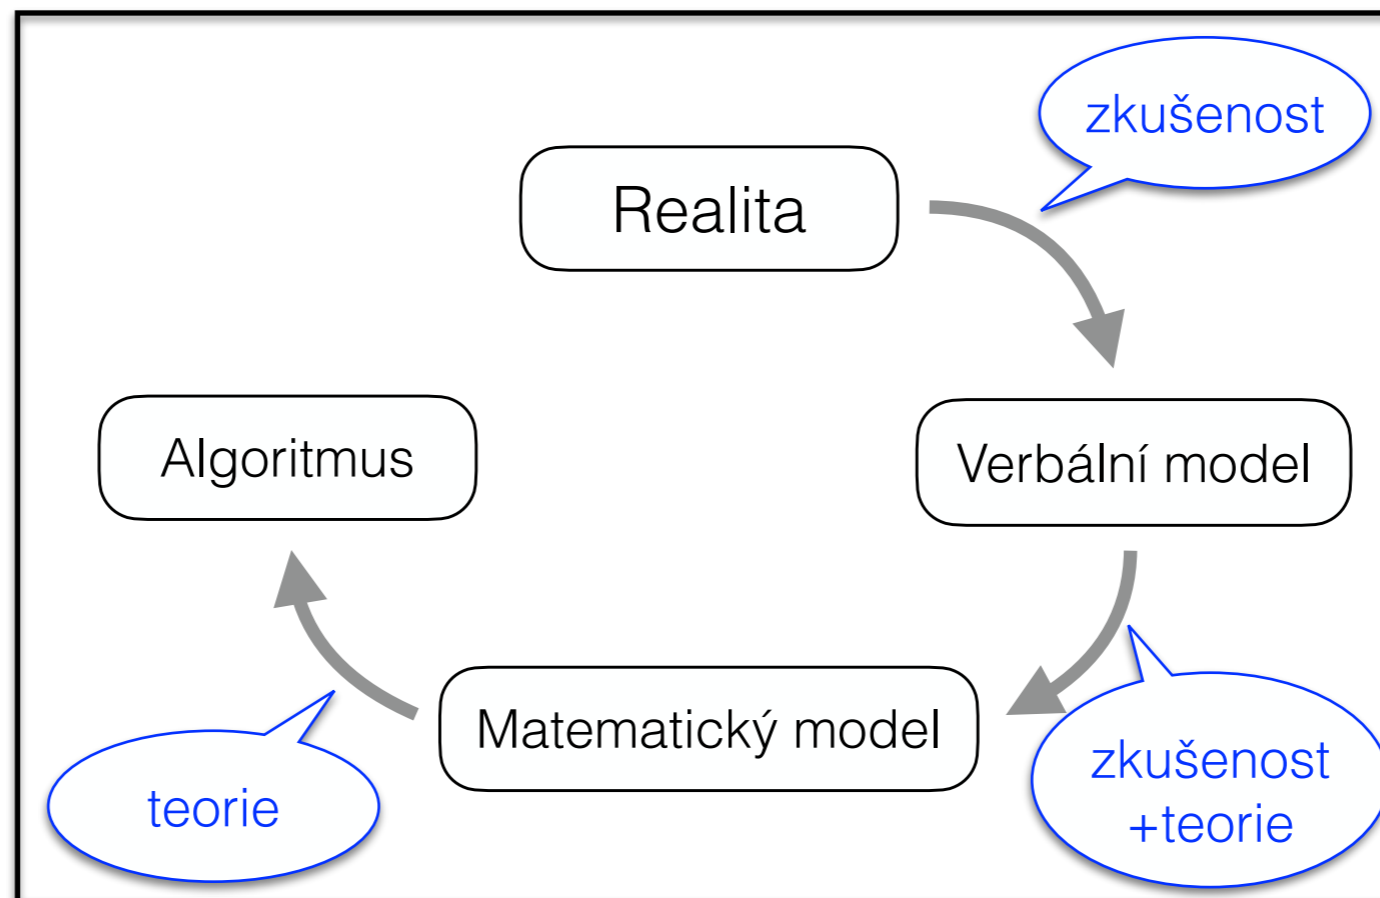 zkušenost
Realita
Algoritmus
Verbální model
Matematický model
zkušenost
+teorie
teorie